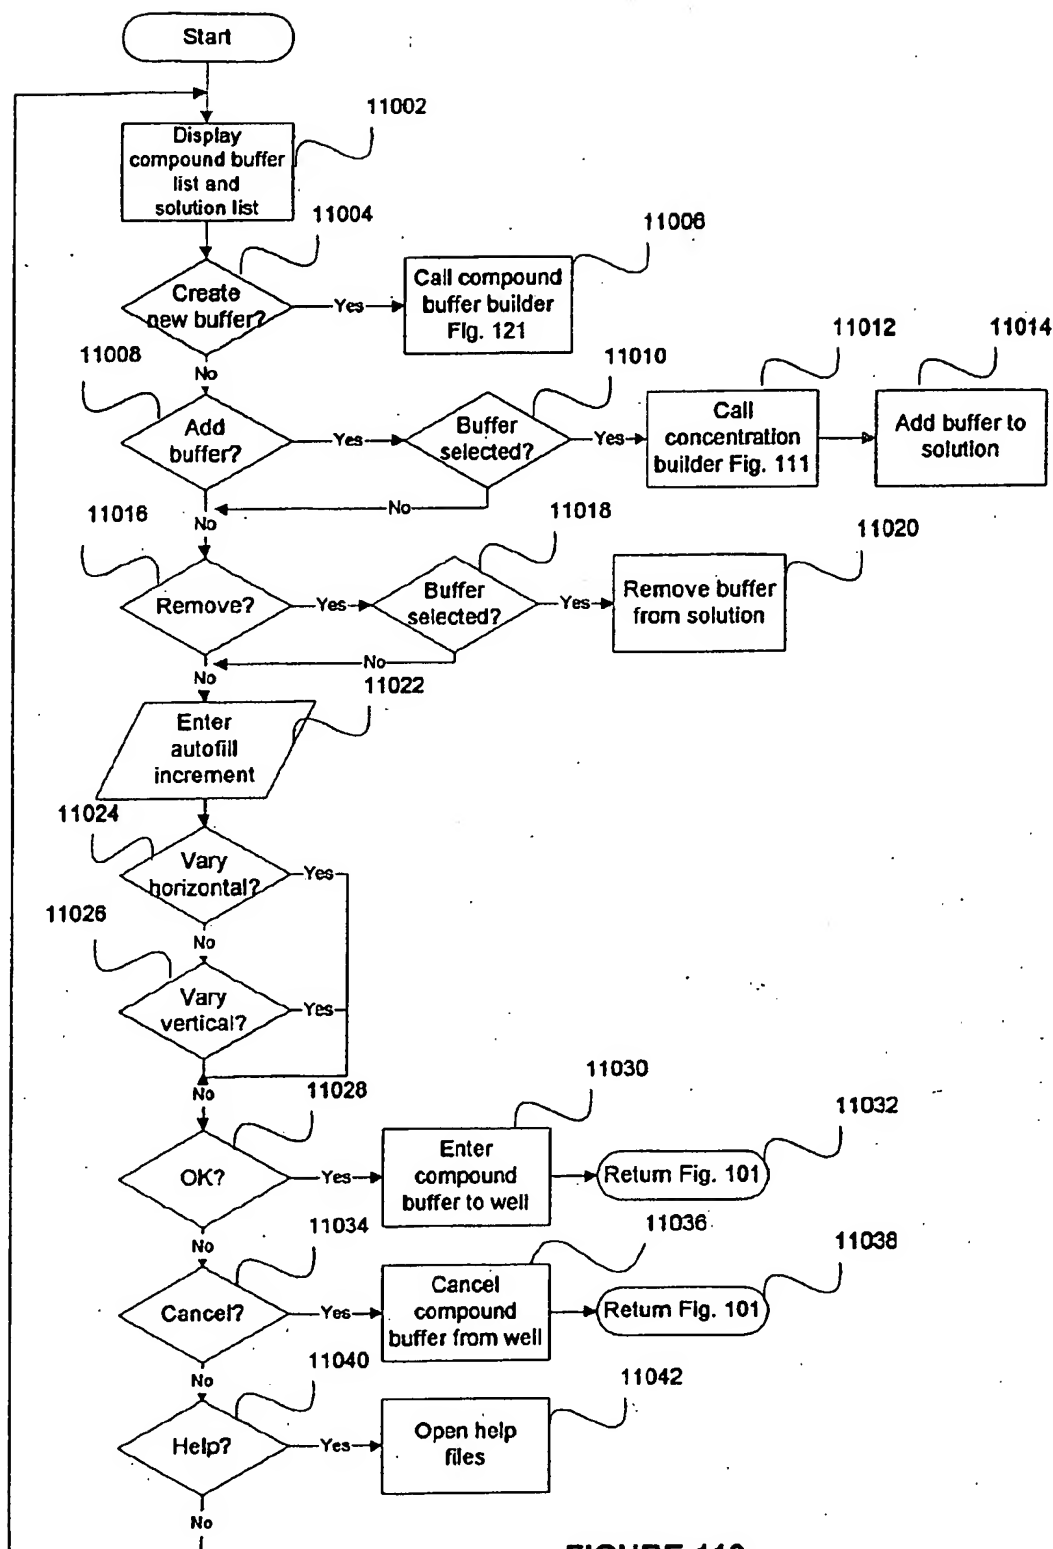 Start
11002
Display
compound buffer
list and
solution list
11004
11006
Create
new buffer?
Yes
Call compound
buffer builder
Fig. 121
No
11008
11010
11012
11014
Add
buffer?
Yes
Buffer
selected?
Yes
Call
concentration
builder Fig. 111
Add buffer to
solution
No
No
11016
11018
11020
Remove?
Yes
Buffer
selected?
Yes
Remove buffer
from solution
No
No
11022
Enter
autofill
increment
11024
Vary
horizontal?
Yes
11026
No
Vary
vertical?
Yes
No
11028
11030
11032
OK?
Yes
Enter
compound
buffer to well
Return Fig. 101
No
11034
11036
11038
Cancel?
Yes
Cancel
compound
buffer from well
Return Fig. 101
No
11040
11042
Help?
Yes
Open help
files
No